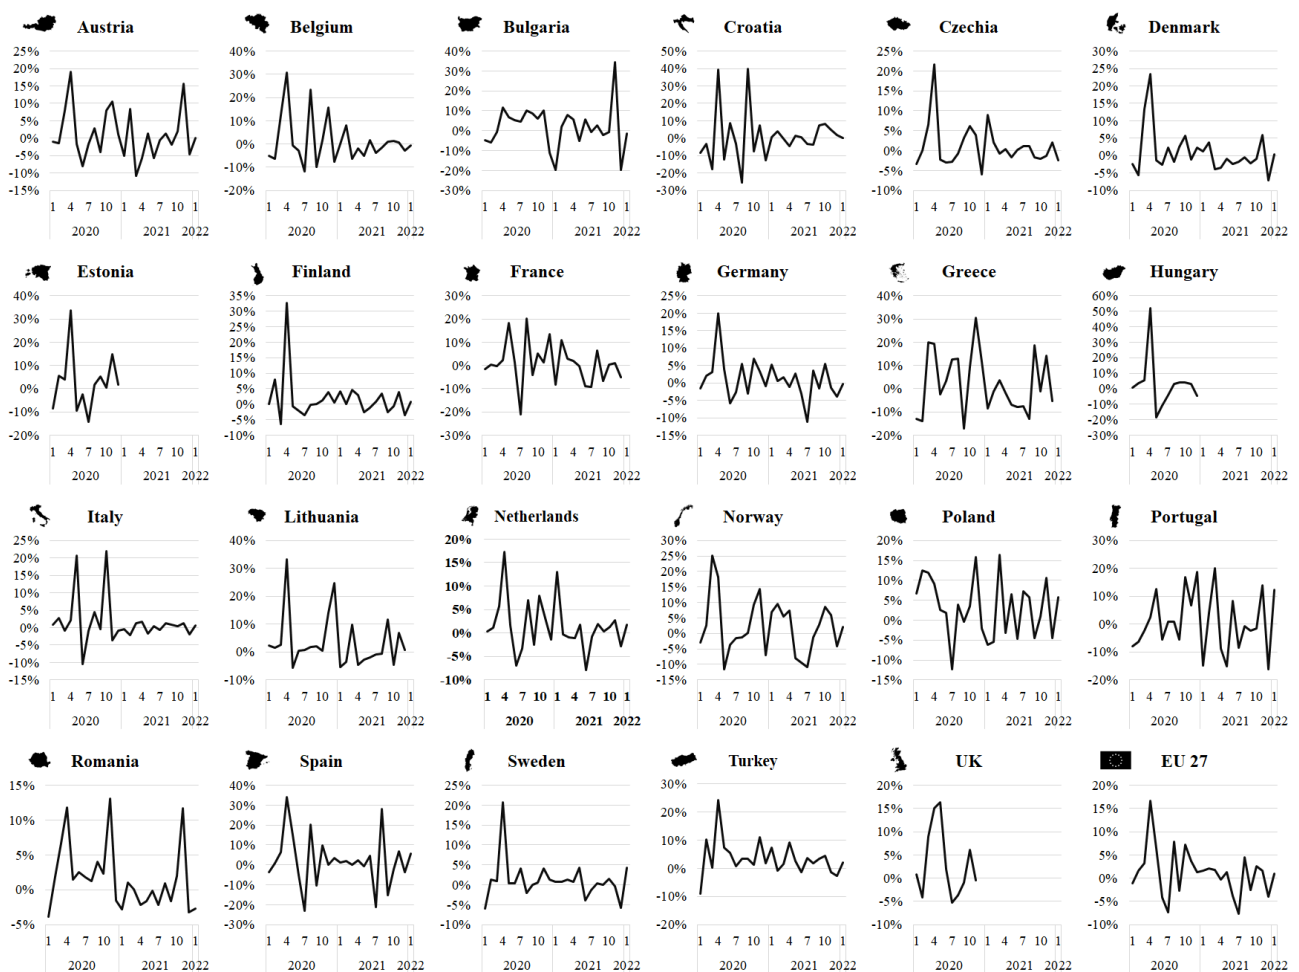 Austria
25%
20%
15%
10%
5%
0%
-5%
-10%
-15%
1 4 7 10 1 4 7 10 1
2020 2021 2022
Belgium
40%
30%
20%
10%
0%
-10%
-20%
1 4 7 10 1 4 7 10 1
2020 2021 2022
Bulgaria
40%
30%
20%
10%
0%
-10%
-20%
-30%
1 4 7 10 1 4 7 10 1
2020 2021 2022
Croatia
50%
40%
30%
20%
10%
0%
-10%
-20%
-30%
1 4 7 10 1 4 7 10 1
2020 2021 2022
Czechia
25%
20%
15%
10%
5%
0%
-5%
-10%
1 4 7 10 1 4 7 10 1
2020 2021 2022
Denmark
30%
25%
20%
15%
10%
5%
0%
-5%
-10%
1 4 7 10 1 4 7 10 1
2020 2021 2022
Estonia
40%
30%
20%
10%
0%
-10%
-20%
1 4 7 10 1 4 7 10 1
2020 2021 2022
Finland
35%
30%
25%
20%
15%
10%
5%
0%
-5%
-10%
1 4 7 10 1 4 7 10 1
2020 2021 2022
France
30%
20%
10%
0%
-10%
-20%
-30%
1 4 7 10 1 4 7 10 1
2020 2021 2022
Germany
25%
20%
15%
10%
5%
0%
-5%
-10%
-15%
1 4 7 10 1 4 7 10 1
2020 2021 2022
Greece
40%
30%
20%
10%
0%
-10%
-20%
1 4 7 10 1 4 7 10 1
2020 2021 2022
Hungary
60%
50%
40%
30%
20%
10%
0%
-10%
-20%
-30%
1 4 7 10 1 4 7 10 1
2020 2021 2022
Italy
25%
20%
15%
10%
5%
0%
-5%
-10%
-15%
1 4 7 10 1 4 7 10 1
2020 2021 2022
Lithuania
40%
30%
20%
10%
0%
-10%
1 4 7 10 1 4 7 10 1
2020 2021 2022
Netherlands
20%
15%
10%
5%
0%
-5%
-10%
1 4 7 10 1 4 7 10 1
2020 2021 2022
Norway
30%
25%
20%
15%
10%
5%
0%
-5%
-10%
-15%
1 4 7 10 1 4 7 10 1
2020 2021 2022
Poland
20%
15%
10%
5%
0%
-5%
-10%
-15%
1 4 7 10 1 4 7 10 1
2020 2021 2022
Portugal
30%
20%
10%
0%
-10%
-20%
1 4 7 10 1 4 7 10 1
2020 2021 2022
Romania
15%
10%
5%
0%
-5%
1 4 7 10 1 4 7 10 1
2020 2021 2022
Spain
40%
30%
20%
10%
0%
-10%
-20%
-30%
1 4 7 10 1 4 7 10 1
2020 2021 2022
Sweden
25%
20%
15%
10%
5%
0%
-5%
-10%
1 4 7 10 1 4 7 10 1
2020 2021 2022
Turkey
30%
20%
10%
0%
-10%
-20%
1 4 7 10 1 4 7 10 1
2020 2021 2022
UK
20%
15%
10%
5%
0%
-5%
-10%
1 4 7 10 1 4 7 10 1
2020 2021 2022
EU 27
20%
15%
10%
5%
0%
-5%
-10%
1 4 7 10 1 4 7 10 1
2020 2021 2022